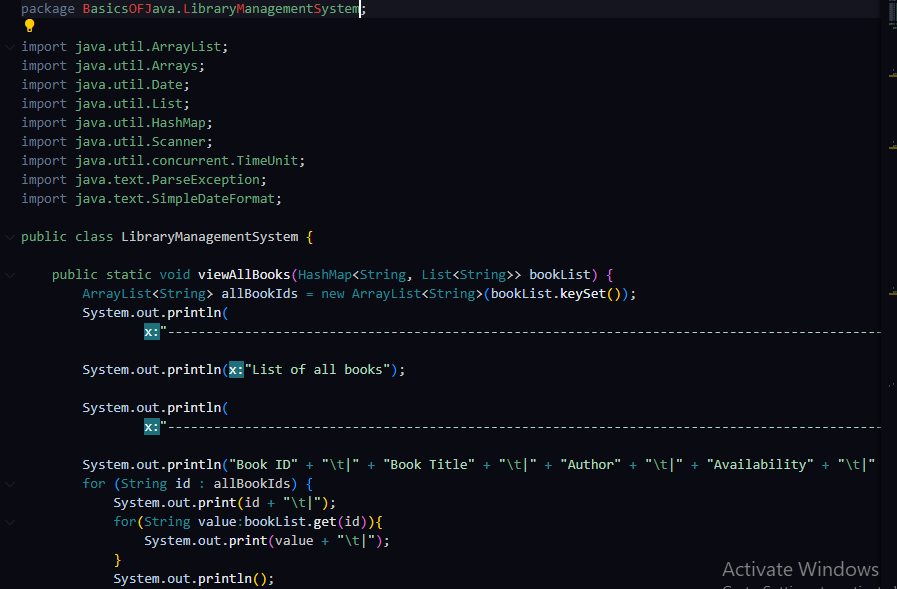 package BasicsOFJava.LibraryManagementSystem;
import java.util.ArrayList;
import java.util.Arrays;
import java.util.Date;
import java.util.List;
import java.util.HashMap;
import java.util.Scanner;
import java.util.concurrent.TimeUnit;
import java.text.ParseException;
import java.text.SimpleDateFormat;
public class LibraryManagementSystem {
public static void viewAllBooks(HashMap<String, List<String>> bookList) {
ArrayList<String> allBookIds = new ArrayList<String>(bookList.keySet());
System.out.println(
x:"---------------------------------------------------------------------------------------------
System.out.println(x:"List of all books");
System.out.println(
x:"---------------------------------------------------------------------------------------------
System.out.println("Book ID" + "\t|" + "Book Title" + "\t|" + "Author" + "\t|" + "Availability" + "\t|"
for (String id : allBookIds) {
System.out.print(id + "\t|");
for(String value:bookList.get(id)){
System.out.print(value + "\t|");
}
System.out.println();
Activate Windows